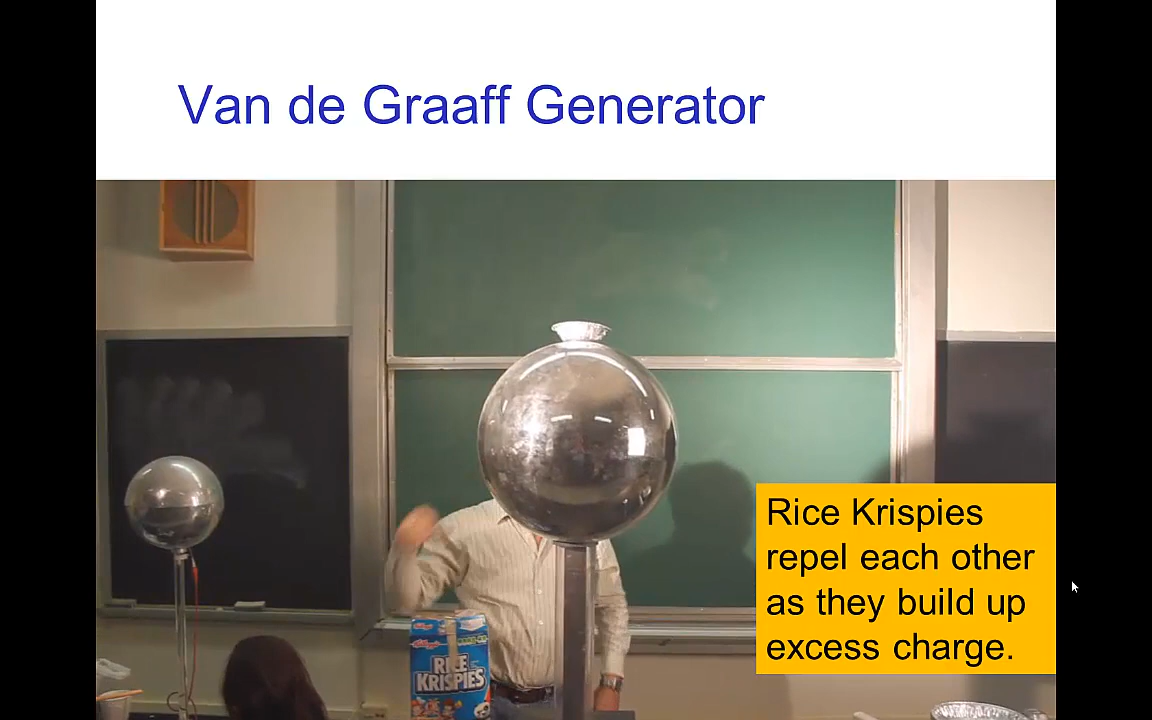 Van de Graaff Generator
Rice Krispies
repel each other
as they build up
excess charge.
RICE
KRISPIES